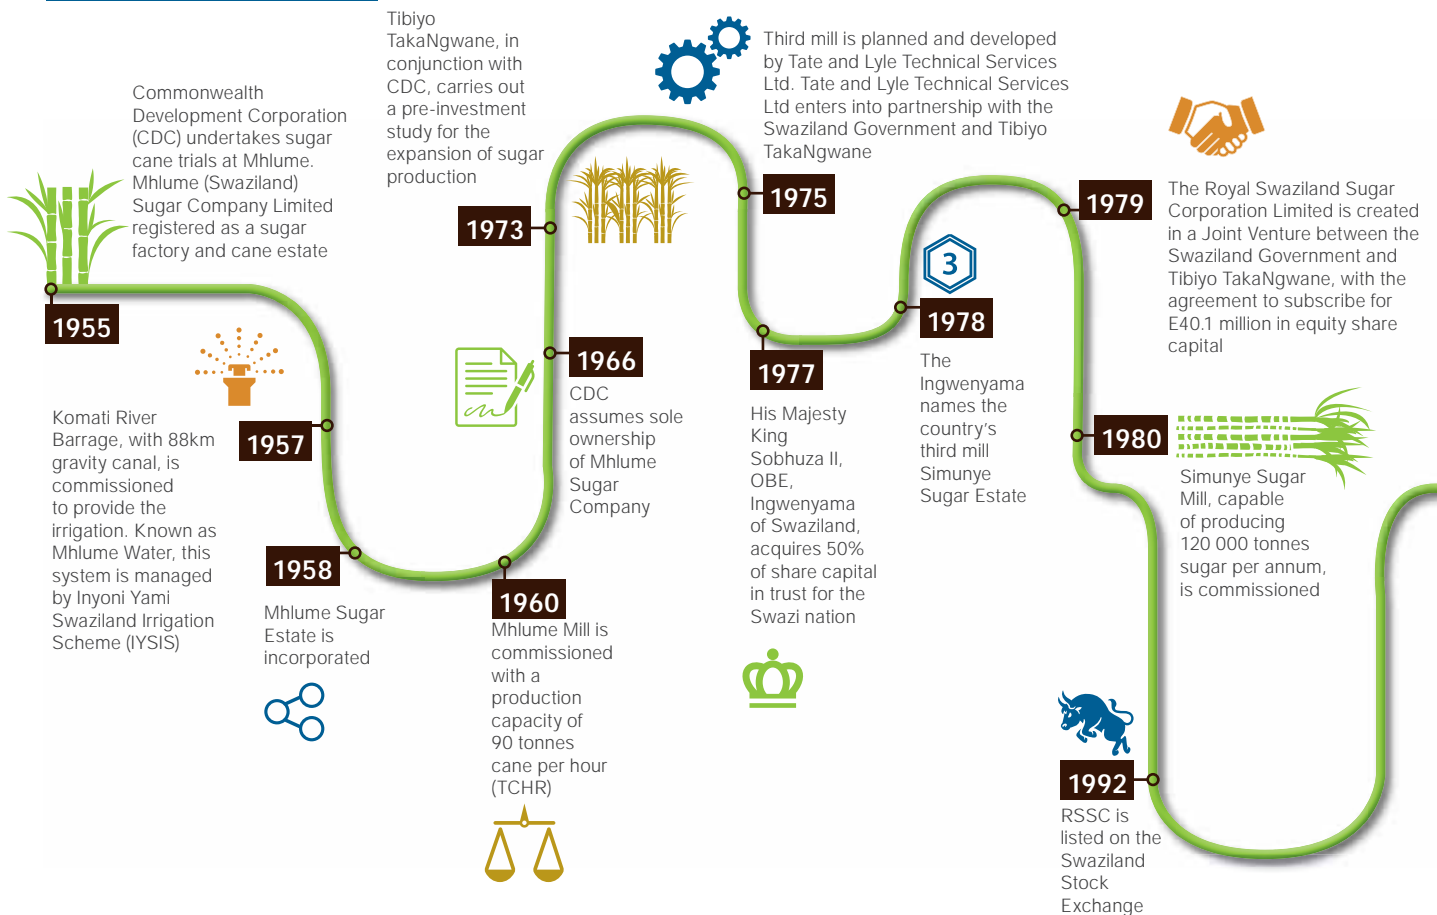 1955
Commonwealth
Development Corporation
(CDC) undertakes sugar
cane trials at Mhlume.
Mhlume (Swaziland)
Sugar Company Limited
registered as a sugar
factory and cane estate
1957
Komati River
Barrage, with 88km
gravity canal, is
commissioned
to provide the
irrigation. Known as
Mhlume Water, this
system is managed
by Inyoni Yami
Swaziland Irrigation
Scheme (IYSIS)
1958
Mhlume Sugar
Estate is
incorporated
1960
Mhlume Mill is
commissioned
with a
production
capacity of
90 tonnes
cane per hour
(TCHR)
1966
CDC
assumes sole
ownership
of Mhlume
Sugar
Company
1973
Tibiyo
TakaNgwane, in
conjunction with
CDC, carries out
a pre-investment
study for the
expansion of sugar
production
1975
Third mill is planned and developed
by Tate and Lyle Technical Services
Ltd. Tate and Lyle Technical Services
Ltd enters into partnership with the
Swaziland Government and Tibiyo
TakaNgwane
1977
His Majesty
King
Sobhuza II,
OBE,
Ingwenyama
of Swaziland,
acquires 50%
of share capital
in trust for the
Swazi nation
3
1978
The
Ingwenyama
names the
country's
third mill
Simunye
Sugar Estate
1979
The Royal Swaziland Sugar
Corporation Limited is created
in a Joint Venture between the
Swaziland Government and
Tibiyo TakaNgwane, with the
agreement to subscribe for
E40.1 million in equity share
capital
1980
Simunye Sugar
Mill, capable
of producing
120 000 tonnes
sugar per annum,
is commissioned
1992
RSSC is
listed on the
Swaziland
Stock
Exchange